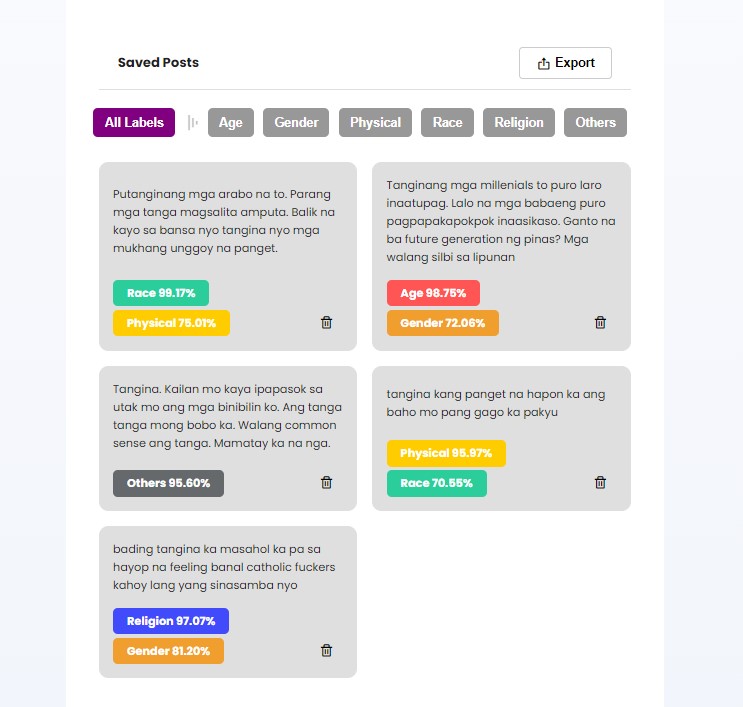 Saved Posts
Export
All Labels
Age
Gender
Physical
Race
Religion
Others
Putanginang mga arabo na to. Parang
mga tanga magsalita amputa. Balik na
kayo sa bansa nyo tangina nyo mga
mukhang unggoy na panget.
Race 99.17%
Physical 75.01%
Tanginang mga millenials to puro laro
inaatupag. Lalo na mga babaeng puro
pagpapakapokpok inaasikaso. Ganto na
ba future generation ng pinas? Mga
walang silbi sa lipunan
Age 98.75%
Gender 72.06%
Tangina. Kailan mo kaya ipapasok sa
utak mo ang mga binibilin ko. Ang tanga
tanga mong bobo ka. Walang common
sense ang tanga. Mamatay ka na nga.
Others 95.60%
tangina kang panget na hapon ka ang
baho mo pang gago ka pakyu
Physical 95.97%
Race 70.55%
bading tangina ka masahol ka pa sa
hayop na feeling banal catholic fuckers
kahoy lang yang sinasamba nyo
Religion 97.07%
Gender 81.20%